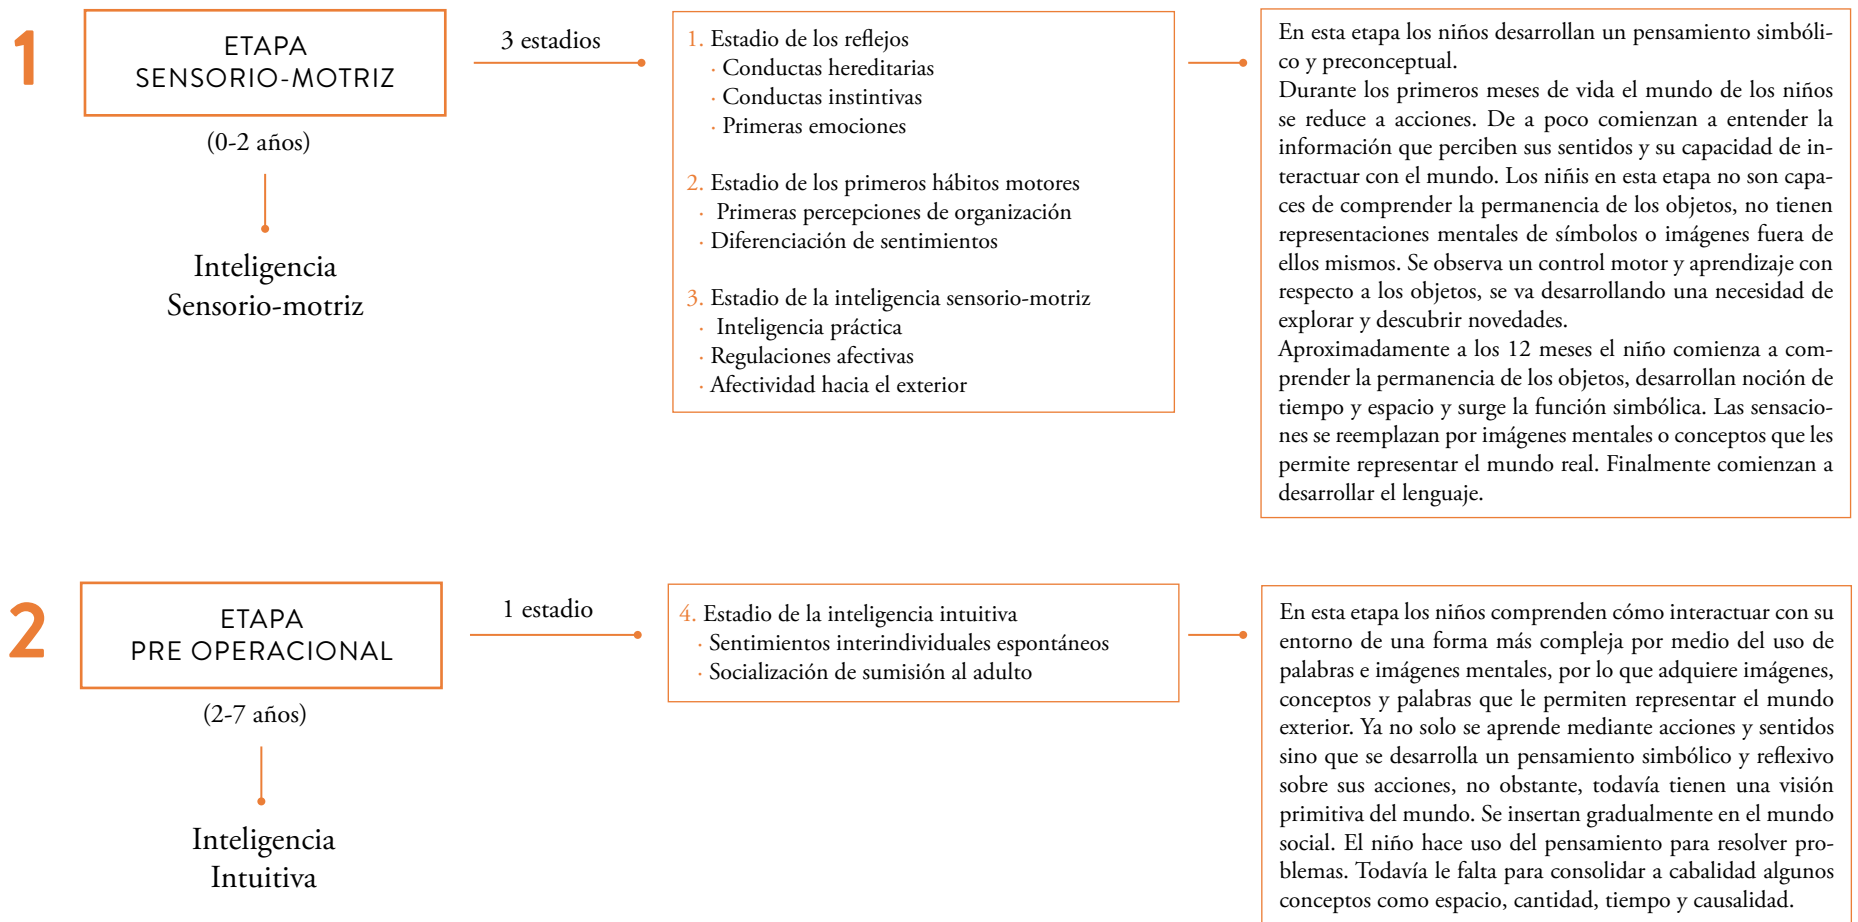 1
ETAPA
SENSORIO-MOTRIZ
(0-2 años)
Inteligencia
Sensorio-motriz
3 estadios
1. Estadio de los reflejos
· Conductas hereditarias
· Conductas instintivas
· Primeras emociones
2. Estadio de los primeros hábitos motores
· Primeras percepciones de organización
· Diferenciación de sentimientos
3. Estadio de la inteligencia sensorio-motriz
· Inteligencia práctica
· Regulaciones afectivas
· Afectividad hacia el exterior
En esta etapa los niños desarrollan un pensamiento simbóli-
co y preconceptual.
Durante los primeros meses de vida el mundo de los niños
se reduce a acciones. De a poco comienzan a entender la
información que perciben sus sentidos y su capacidad de in-
teractuar con el mundo. Los niñis en esta etapa no son capa-
ces de comprender la permanencia de los objetos, no tienen
representaciones mentales de símbolos o imágenes fuera de
ellos mismos. Se observa un control motor y aprendizaje con
respecto a los objetos, se va desarrollando una necesidad de
explorar y descubrir novedades.
Aproximadamente a los 12 meses el niño comienza a com-
prender la permanencia de los objetos, desarrollan noción de
tiempo y espacio y surge la función simbólica. Las sensacio-
nes se reemplazan por imágenes mentales o conceptos que les
permite representar el mundo real. Finalmente comienzan a
desarrollar el lenguaje.
2
ETAPA
PRE OPERACIONAL
(2-7 años)
Inteligencia
Intuitiva
1 estadio
4. Estadio de la inteligencia intuitiva
· Sentimientos interindividuales espontáneos
· Socialización de sumisión al adulto
En esta etapa los niños comprenden cómo interactuar con su
entorno de una forma más compleja por medio del uso de
palabras e imágenes mentales, por lo que adquiere imágenes,
conceptos y palabras que le permiten representar el mundo
exterior. Ya no solo se aprende mediante acciones y sentidos
sino que se desarrolla un pensamiento simbólico y reflexivo
sobre sus acciones, no obstante, todavía tienen una visión
primitiva del mundo. Se insertan gradualmente en el mundo
social. El niño hace uso del pensamiento para resolver pro-
blemas. Todavía le falta para consolidar a cabalidad algunos
conceptos como espacio, cantidad, tiempo y causalidad.